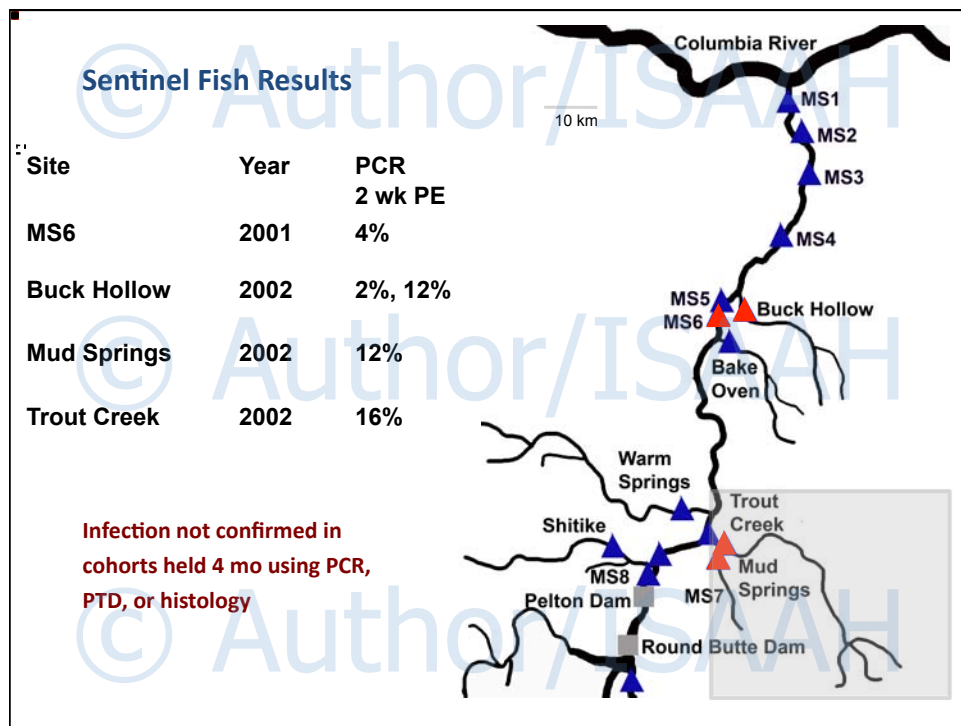 Sentinel Fish Results
Site Year PCR
2 wk PE
MS6 2001 4%
Buck Hollow 2002 2%, 12%
Mud Springs 2002 12%
Trout Creek 2002 16%
Infection not confirmed in
cohorts held 4 mo using PCR,
PTD, or histology
Columbia River
10 km
MS1
MS2
MS3
MS4
MS5
MS6
Buck Hollow
Bake
Oven
Warm
Springs
Trout
Creek
Shitike
Mud
Springs
MS8
MS7
Pelton Dam
Round Butte Dam
© Author/ISAAH
© Author/ISAAH
© Author/ISAAH